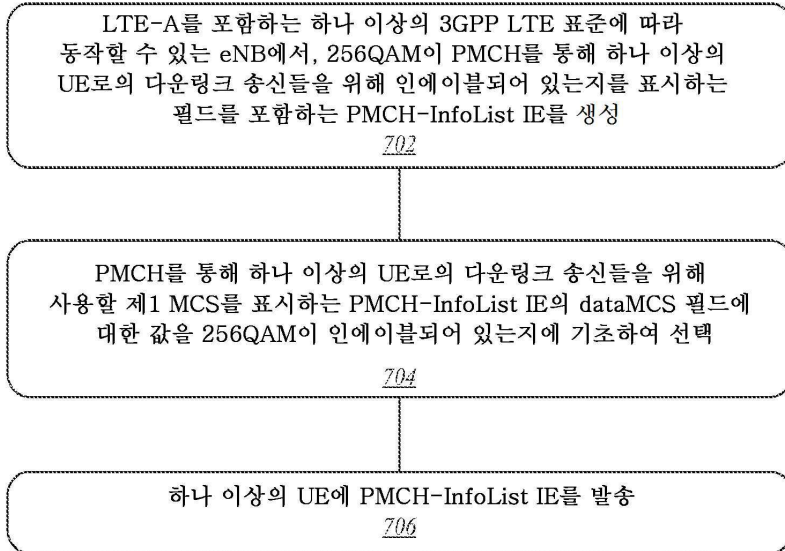 LTE-A를 포함하는 하나 이상의 3GPP LTE 표준에 따라
동작할 수 있는 eNB에서, 256QAM이 PMCH를 통해 하나 이상의
UE로의 다운링크 송신들을 위해 인에이블되어 있는지를 표시하는
필드를 포함하는 PMCH-InfoList IE를 생성
702
PMCH를 통해 하나 이상의 UE로의 다운링크 송신들을 위해
사용할 제1 MCS를 표시하는 PMCH-InfoList IE의 dataMCS 필드에
대한 값을 256QAM이 인에이블되어 있는지에 기초하여 선택
704
하나 이상의 UE에 PMCH-InfoList IE를 발송
706